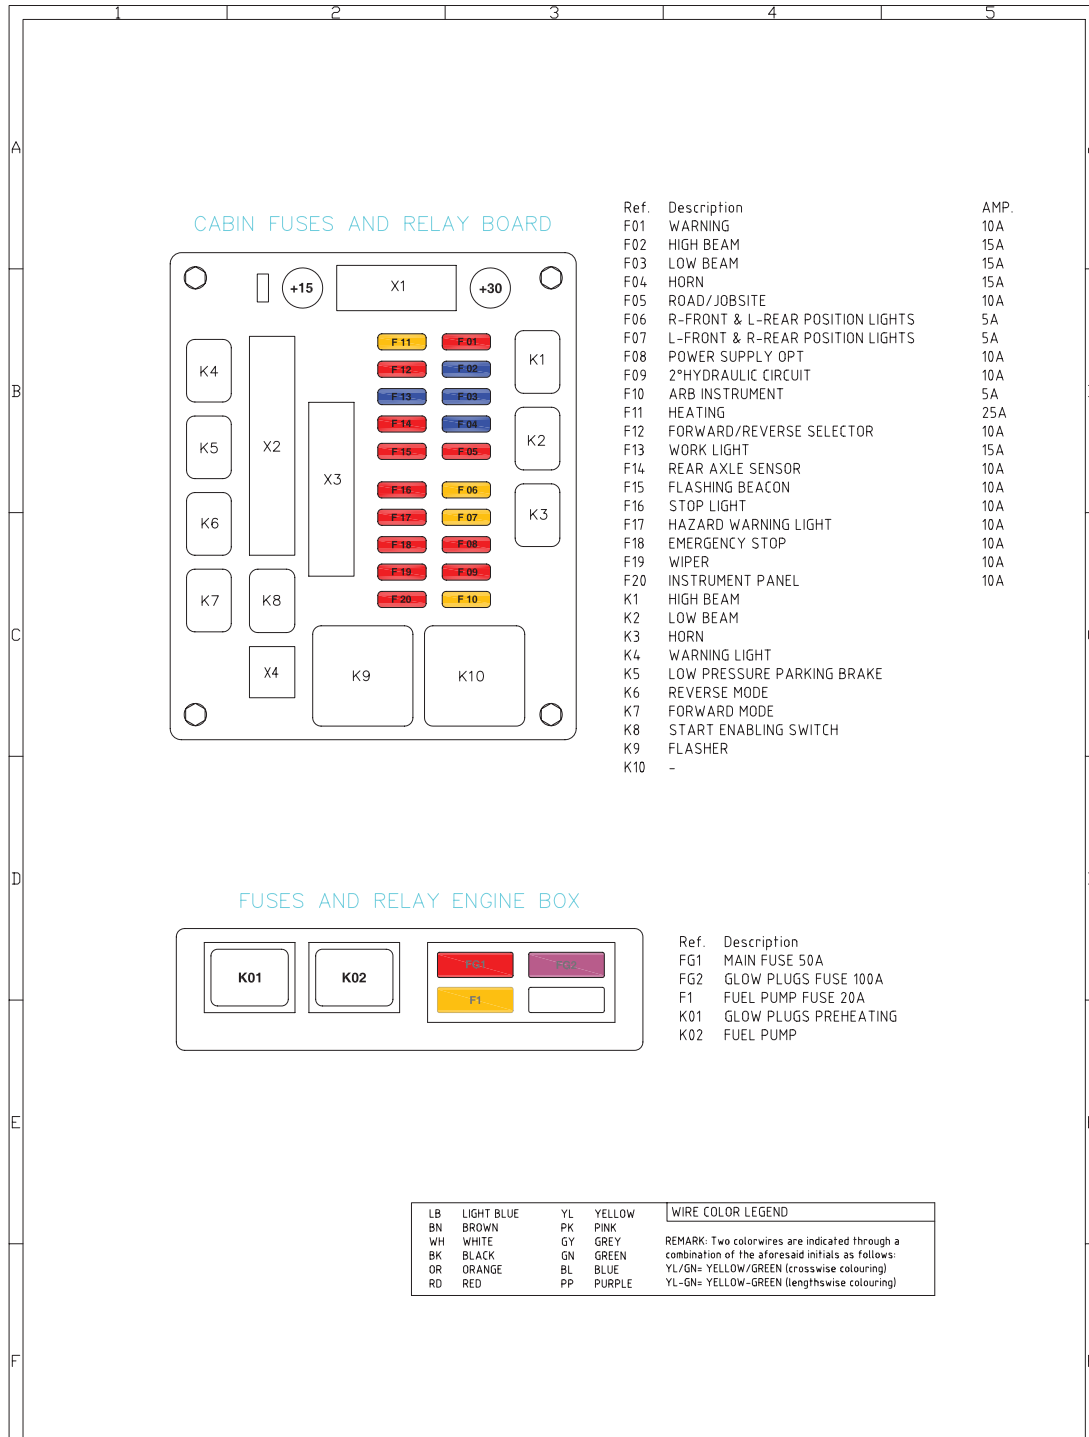 1 2 3 4 5
A
B
C
D
E
F
CABIN FUSES AND RELAY BOARD
+15
X1
+30
F 11 F 01
F 12 F 02
F 13 F 03
F 14 F 04
F 15 F 05
F 16 F 06
F 17 F 07
F 18 F 08
F 19 F 09
F 20 F 10
K4
K5
K6
K7
X2
X3
K8
X4
K9
K10
K1
K2
K3
Ref. Description AMP.
F01 WARNING 10A
F02 HIGH BEAM 15A
F03 LOW BEAM 15A
F04 HORN 15A
F05 ROAD/JOBSITE 10A
F06 R-FRONT & L-REAR POSITION LIGHTS 5A
F07 L-FRONT & R-REAR POSITION LIGHTS 5A
F08 POWER SUPPLY OPT 10A
F09 2°HYDRAULIC CIRCUIT 10A
F10 ARB INSTRUMENT 5A
F11 HEATING 25A
F12 FORWARD/REVERSE SELECTOR 10A
F13 WORK LIGHT 15A
F14 REAR AXLE SENSOR 10A
F15 FLASHING BEACON 10A
F16 STOP LIGHT 10A
F17 HAZARD WARNING LIGHT 10A
F18 EMERGENCY STOP 10A
F19 WIPER 10A
F20 INSTRUMENT PANEL 10A
K1 HIGH BEAM
K2 LOW BEAM
K3 HORN
K4 WARNING LIGHT
K5 LOW PRESSURE PARKING BRAKE
K6 REVERSE MODE
K7 FORWARD MODE
K8 START ENABLING SWITCH
K9 FLASHER
K10 -
FUSES AND RELAY ENGINE BOX
K01 K02 FG1 FG2
F1
Ref. Description
FG1 MAIN FUSE 50A
FG2 GLOW PLUGS FUSE 100A
F1 FUEL PUMP FUSE 20A
K01 GLOW PLUGS PREHEATING
K02 FUEL PUMP
LB LIGHT BLUE YL YELLOW
BN BROWN PK PINK
WH WHITE GY GREY
BK BLACK GN GREEN
OR ORANGE BL BLUE
RD RED PP PURPLE
WIRE COLOR LEGEND
REMARK: Two colorwires are indicated through a
combination of the aforesaid initials as follows:
YL/GN= YELLOW/GREEN (crosswise colouring)
YL-GN= YELLOW-GREEN (lengthswise colouring)